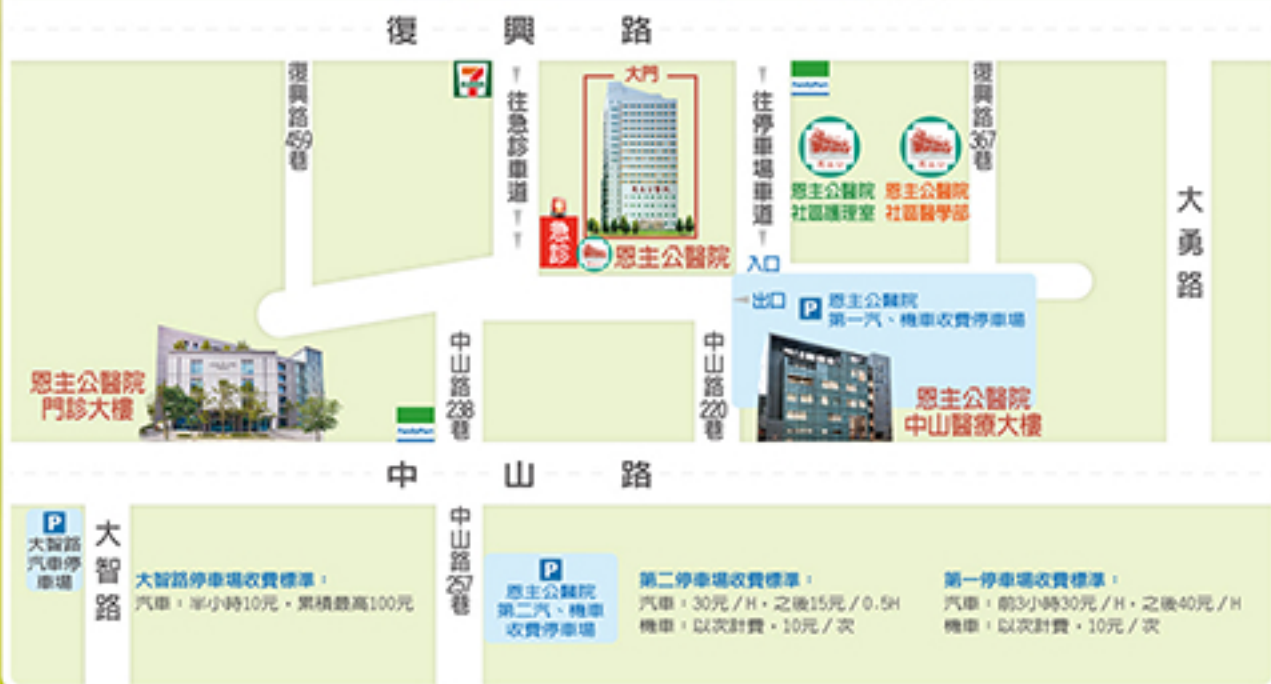 復興路
復興路459巷
往急診車道
大門
急診
恩主公醫院
往停車場車道
FamilyMart
恩主公醫院
社區護理室
恩主公醫院
社區醫學部
復興路367巷
大勇路
入口
出口
P
恩主公醫院
第一汽、機車收費停車場
恩主公醫院
門診大樓
FamilyMart
中山路238巷
中山路220巷
恩主公醫院
中山醫療大樓
中山路
P
大智路
汽車停
車場
大智路
大智路停車場收費標準：
汽車：半小時10元，累積最高100元
中山路257巷
P
恩主公醫院
第二汽、機車
收費停車場
第二停車場收費標準：
汽車：30元/H，之後15元/0.5H
機車：以次計費，10元/次
第一停車場收費標準：
汽車：前3小時30元/H，之後40元/H
機車：以次計費，10元/次